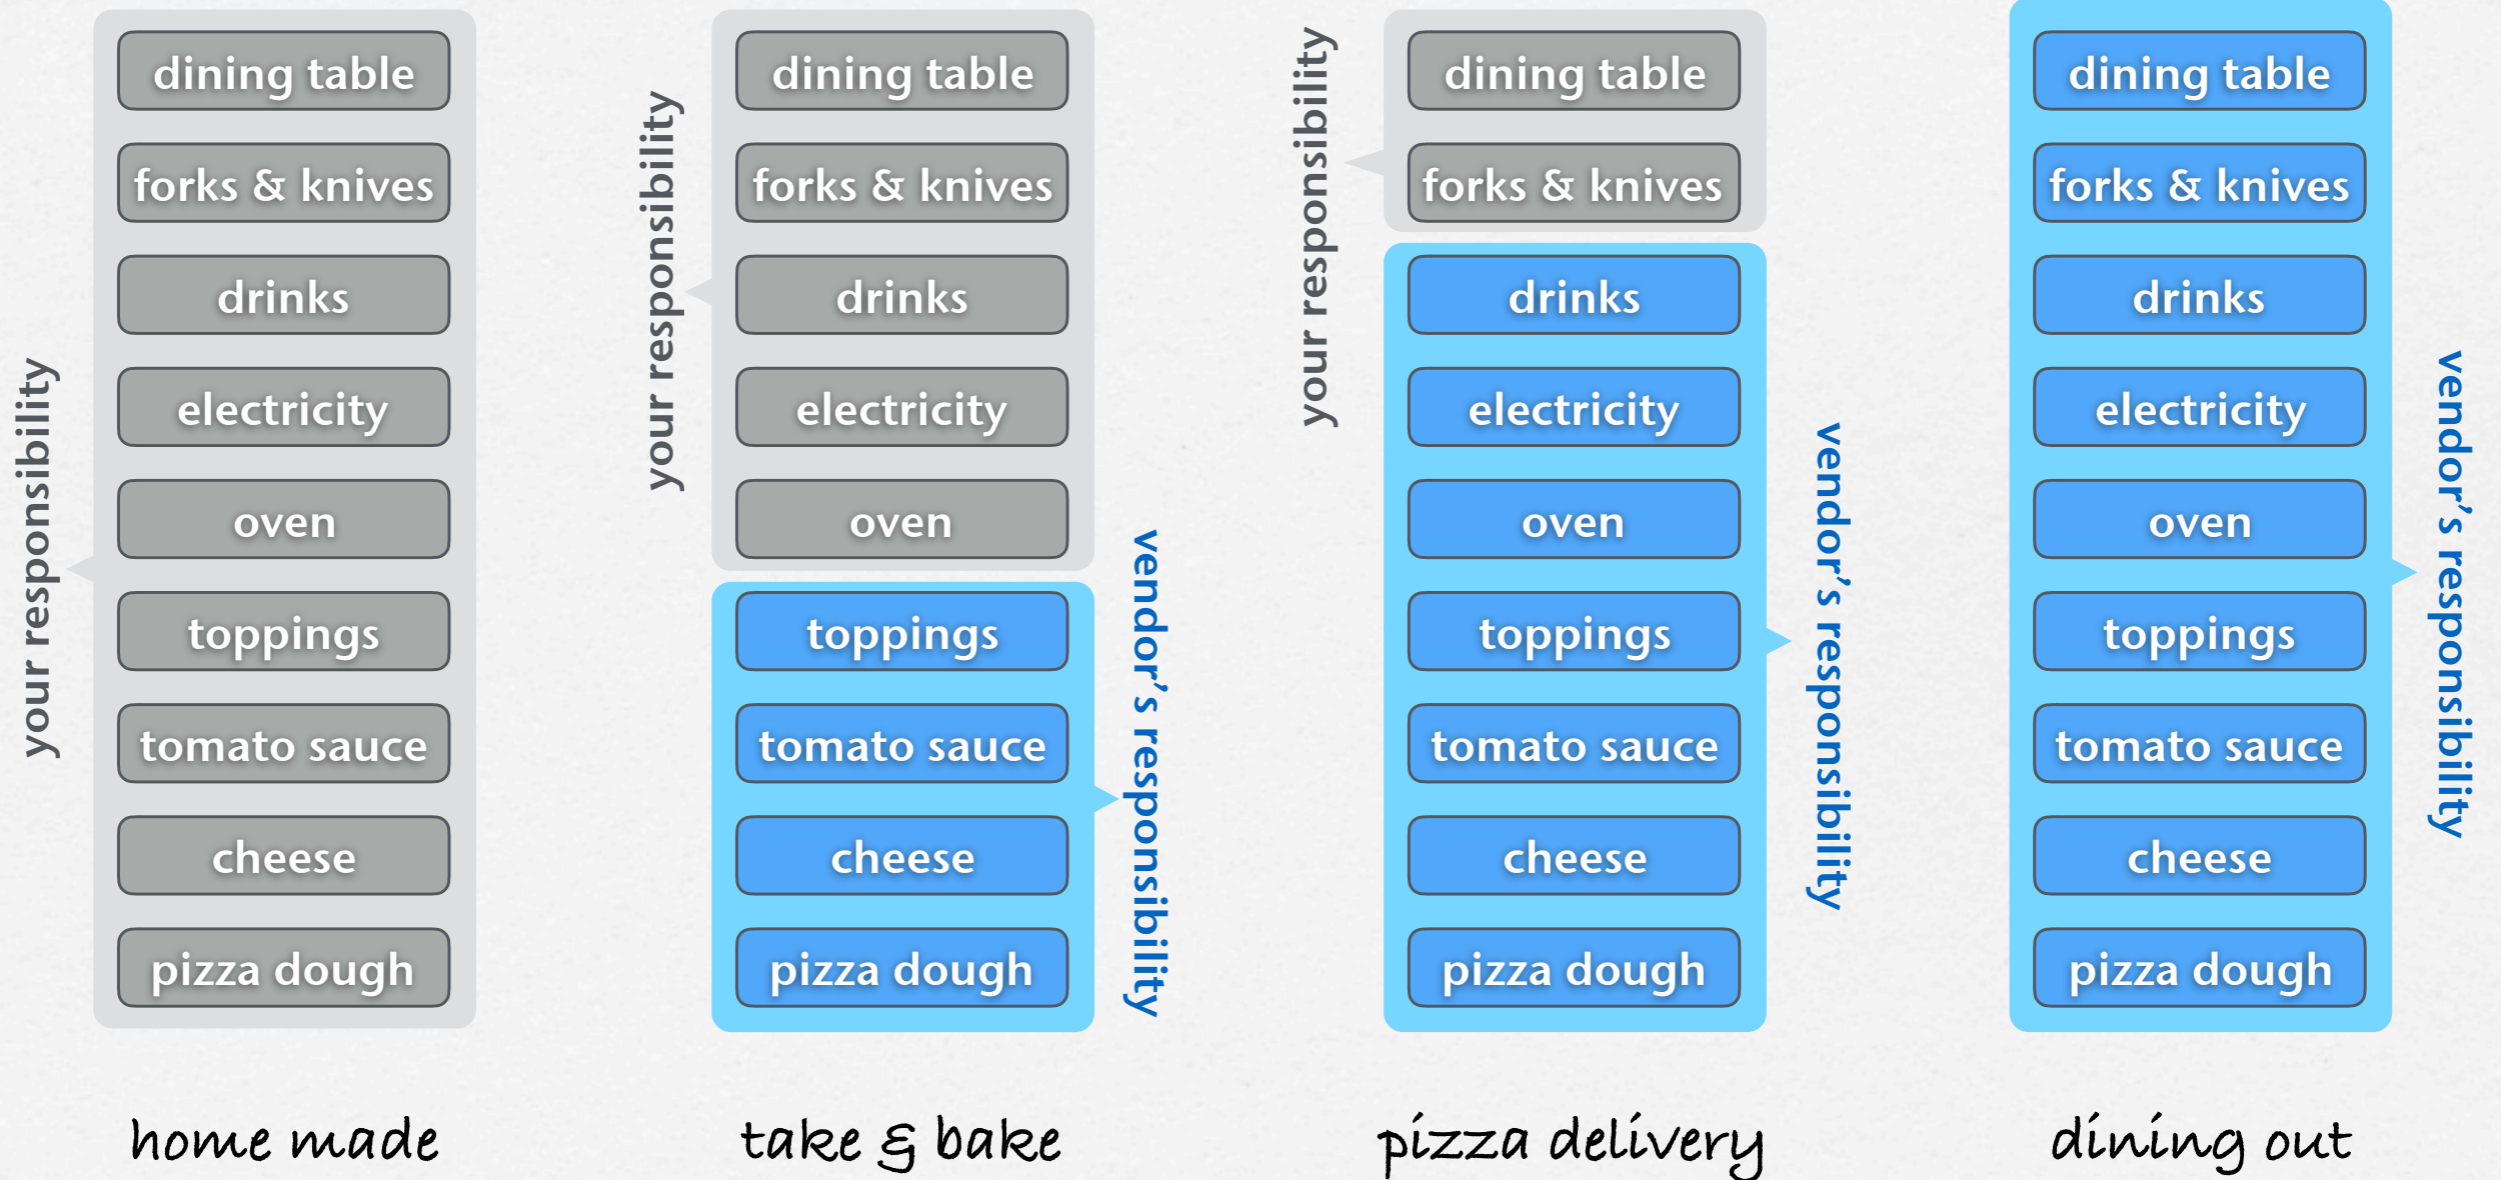 your responsibility
dining table
forks & knives
drinks
electricity
oven
toppings
tomato sauce
cheese
pizza dough
home made
your responsibility
dining table
forks & knives
drinks
electricity
oven
toppings
tomato sauce
cheese
pizza dough
vendor’s responsibility
take & bake
your responsibility
dining table
forks & knives
drinks
electricity
oven
toppings
tomato sauce
cheese
pizza dough
vendor’s responsibility
pizza delivery
dining table
forks & knives
drinks
electricity
oven
toppings
tomato sauce
cheese
pizza dough
vendor’s responsibility
dining out